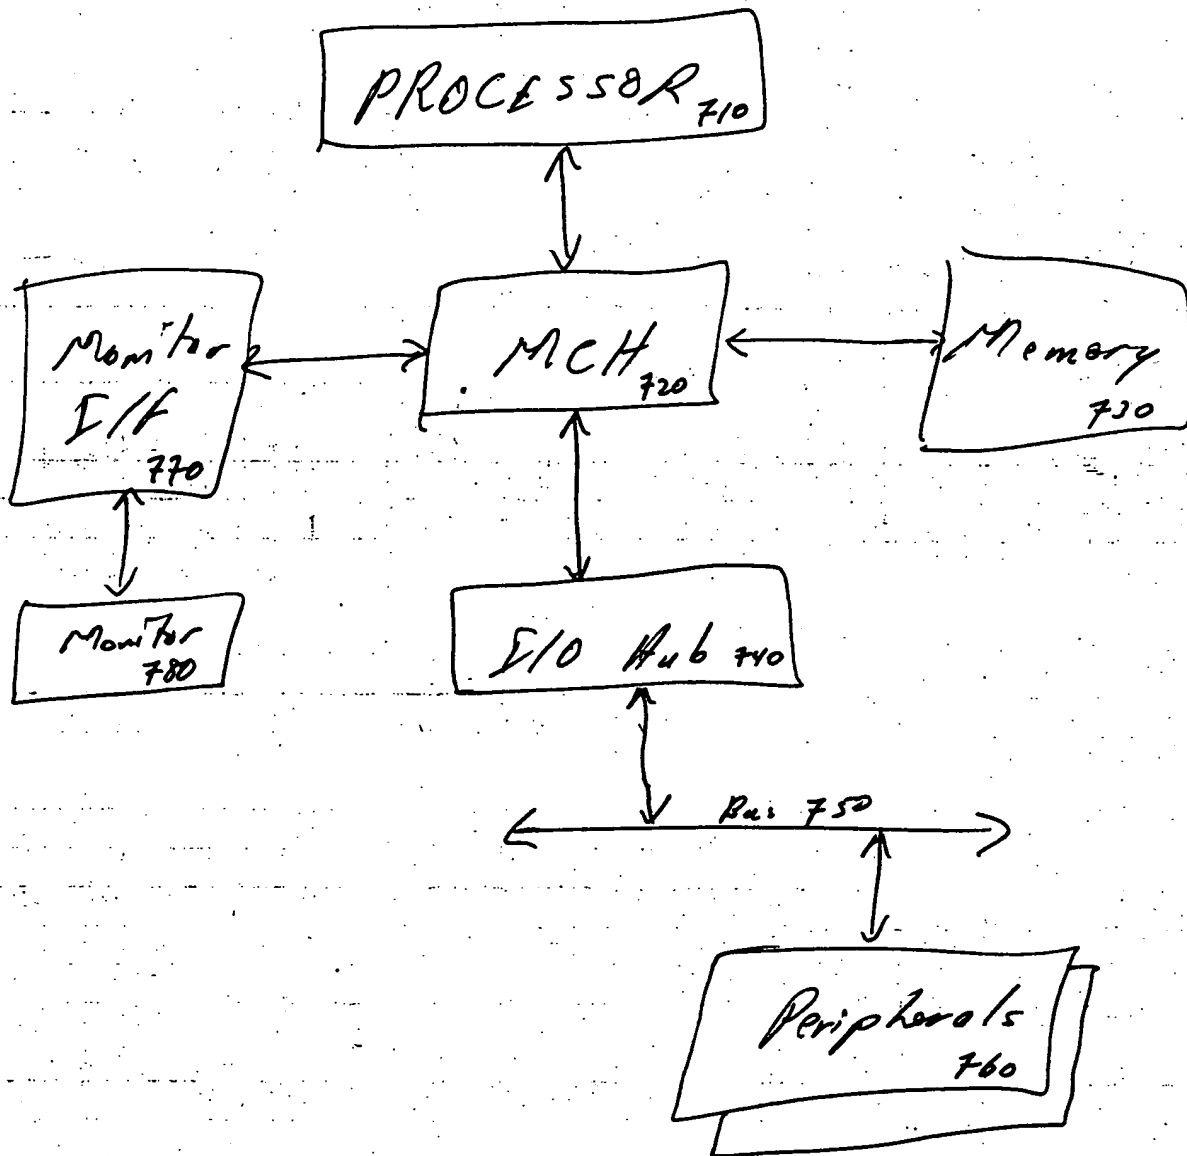 PROCESSOR
710
Monitor
I/F
770
MCH
720
Memory
730
Monitor
780
I/O Hub 740
Bus 750
Peripherals
760